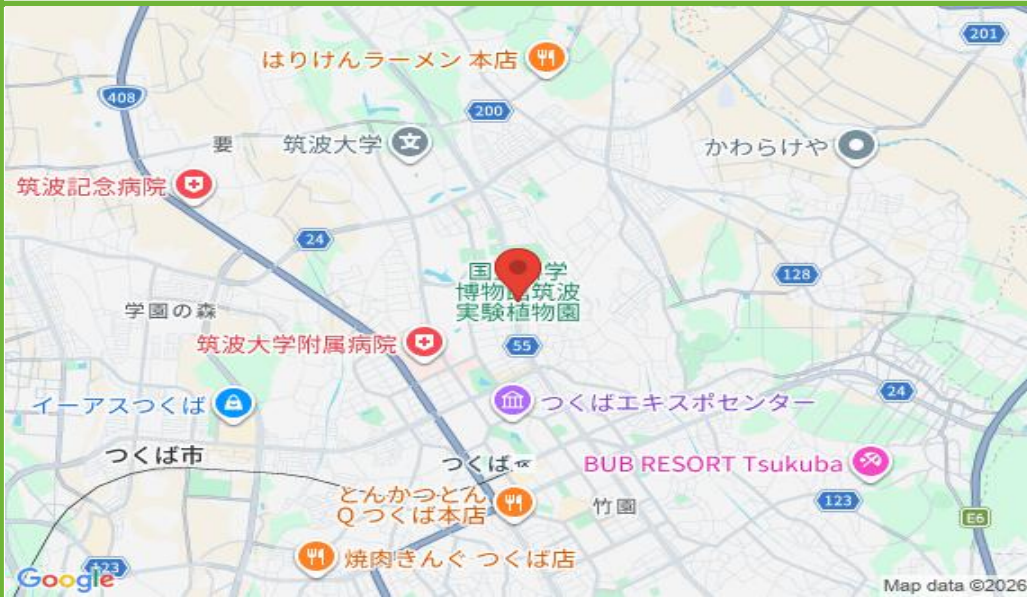 201
はりけんラーメン 本店
408
200
要
筑波大学
かわらけや
筑波記念病院
24
国 学
博物館筑波
実験植物園
128
学園の森
筑波大学附属病院
55
24
イーアスつくば
つくばエキスポセンター
つくば市
つくば
BUB RESORT Tsukuba
とんかつとん
Q つくば本店
竹園
123
E6
焼肉きんぐ つくば店
123
Google
Map data ©2026